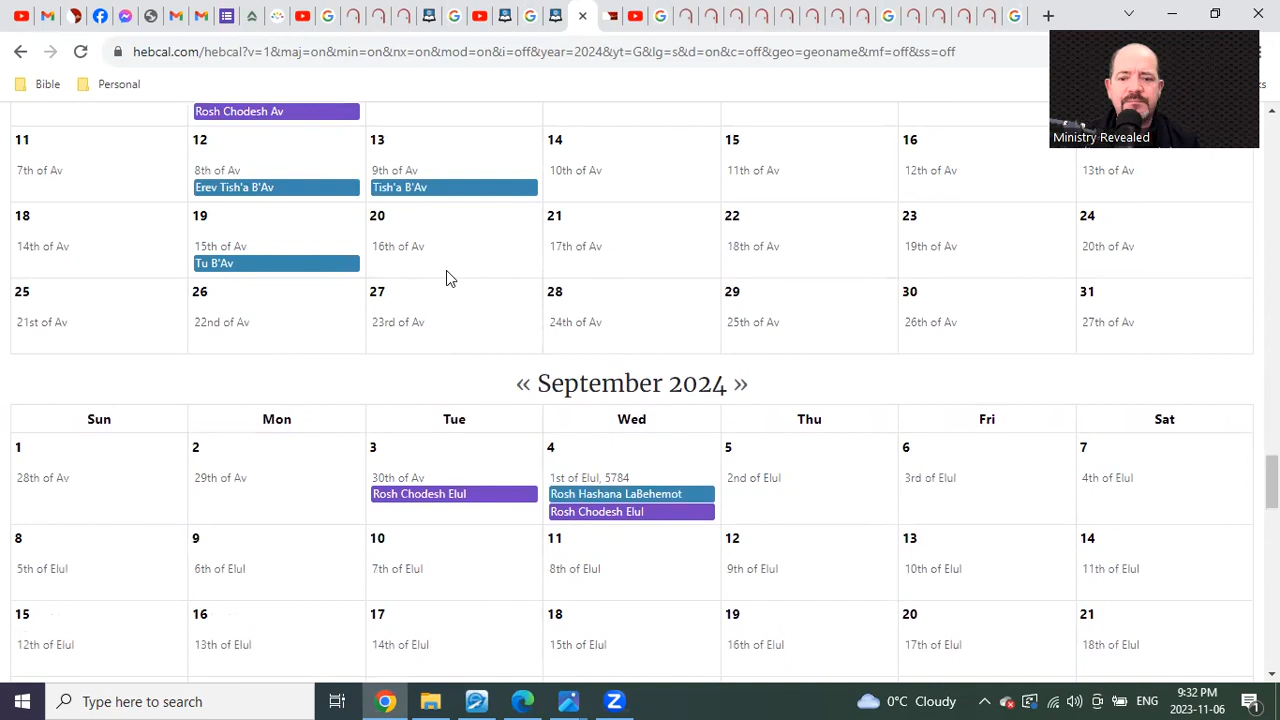 hebcal.com/hebcal?v=1&maj=on&min=on&nx=on&mod=on&i=off&year=2024&yt=G&lg=s&d=on&c=off&geo=geoname&mf=off&ss=off
Bible Personal
Ministry Revealed
Rosh Chodesh Av
11 12 13 14 15 16
7th of Av 8th of Av 9th of Av 10th of Av 11th of Av 12th of Av 13th of Av
Erev Tish'a B'Av Tish'a B'Av
18 19 20 21 22 23 24
14th of Av 15th of Av 16th of Av 17th of Av 18th of Av 19th of Av 20th of Av
Tu B'Av
25 26 27 28 29 30 31
21st of Av 22nd of Av 23rd of Av 24th of Av 25th of Av 26th of Av 27th of Av
« September 2024 »
Sun Mon Tue Wed Thu Fri Sat
1 2 3 4 5 6 7
28th of Av 29th of Av 30th of Av 1st of Elul, 5784 2nd of Elul 3rd of Elul 4th of Elul
Rosh Chodesh Elul Rosh Hashana LaBehemot
Rosh Chodesh Elul
8 9 10 11 12 13 14
5th of Elul 6th of Elul 7th of Elul 8th of Elul 9th of Elul 10th of Elul 11th of Elul
15 16 17 18 19 20 21
12th of Elul 13th of Elul 14th of Elul 15th of Elul 16th of Elul 17th of Elul 18th of Elul
Type here to search
0°C Cloudy
ENG
9:32 PM
2023-11-06